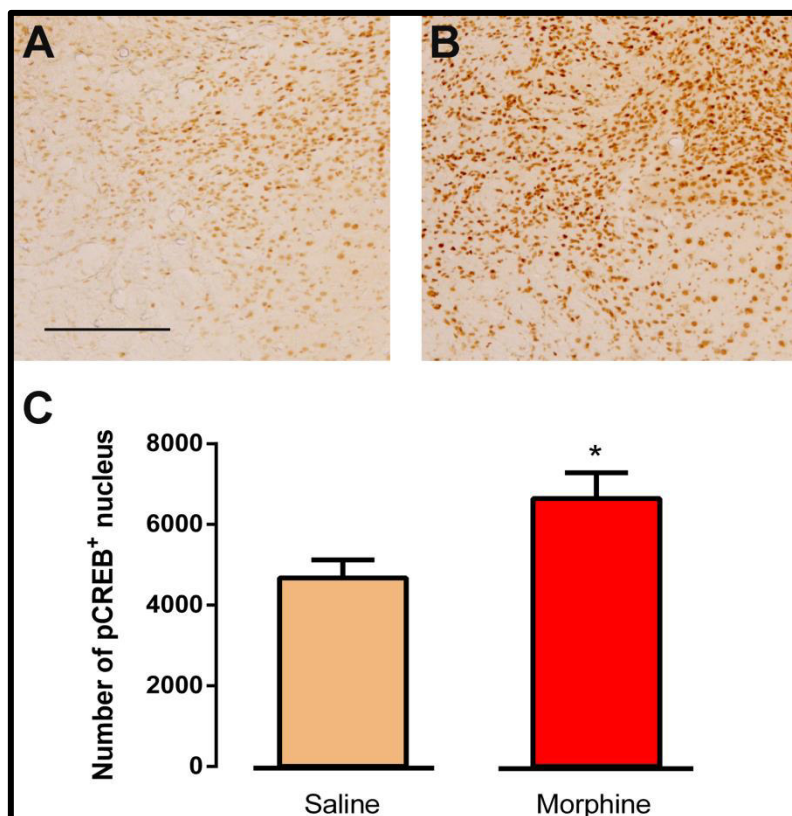 A
B
C
Number of pCREB+ nucleus
8000
6000
4000
2000
0
*
Saline
Morphine